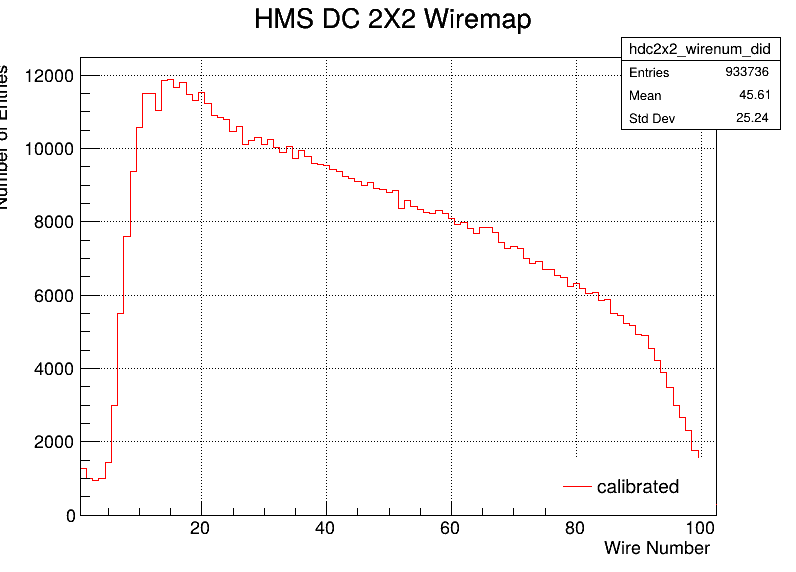 HMS DC 2X2 Wiremap
hdc2x2_wirenum_did
Entries 933736
Mean 45.61
Std Dev 25.24
Number of Entries
12000
10000
8000
6000
4000
2000
0
20 40 60 80 100
Wire Number
calibrated